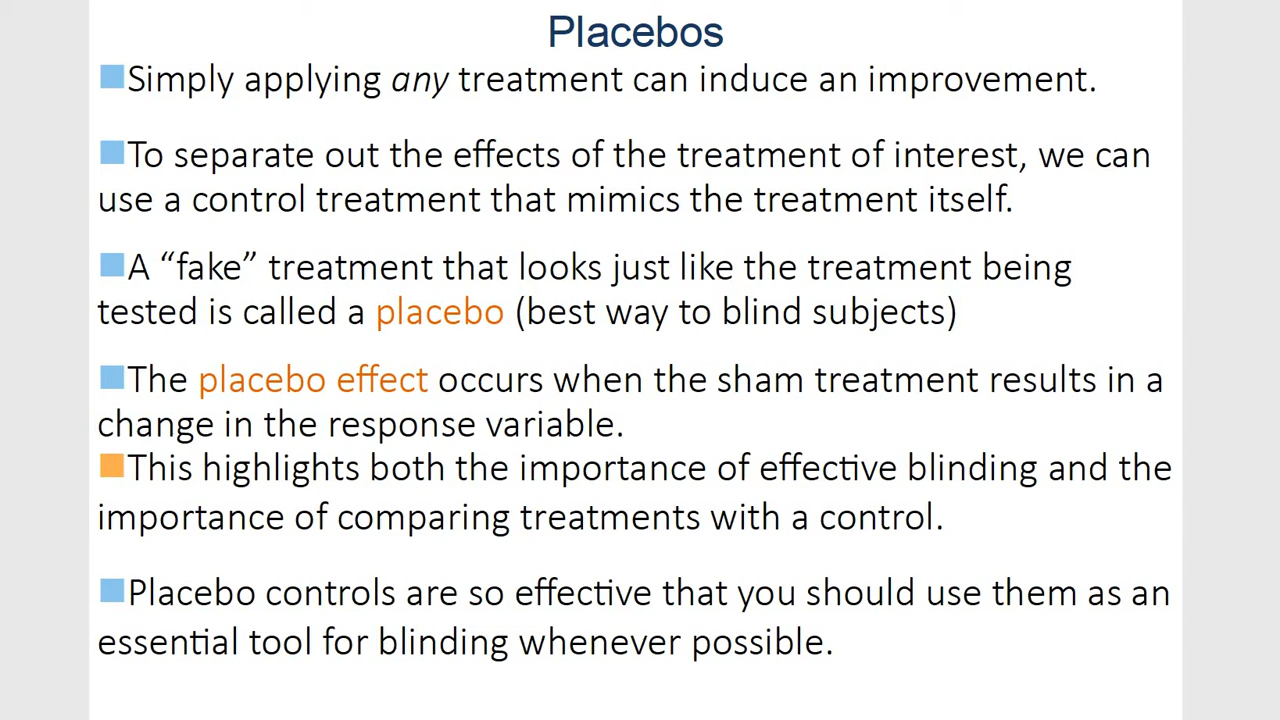 Placebos
Simply applying any treatment can induce an improvement.
To separate out the effects of the treatment of interest, we can
use a control treatment that mimics the treatment itself.
A “fake” treatment that looks just like the treatment being
tested is called a placebo (best way to blind subjects)
The placebo effect occurs when the sham treatment results in a
change in the response variable.
This highlights both the importance of effective blinding and the
importance of comparing treatments with a control.
Placebo controls are so effective that you should use them as an
essential tool for blinding whenever possible.